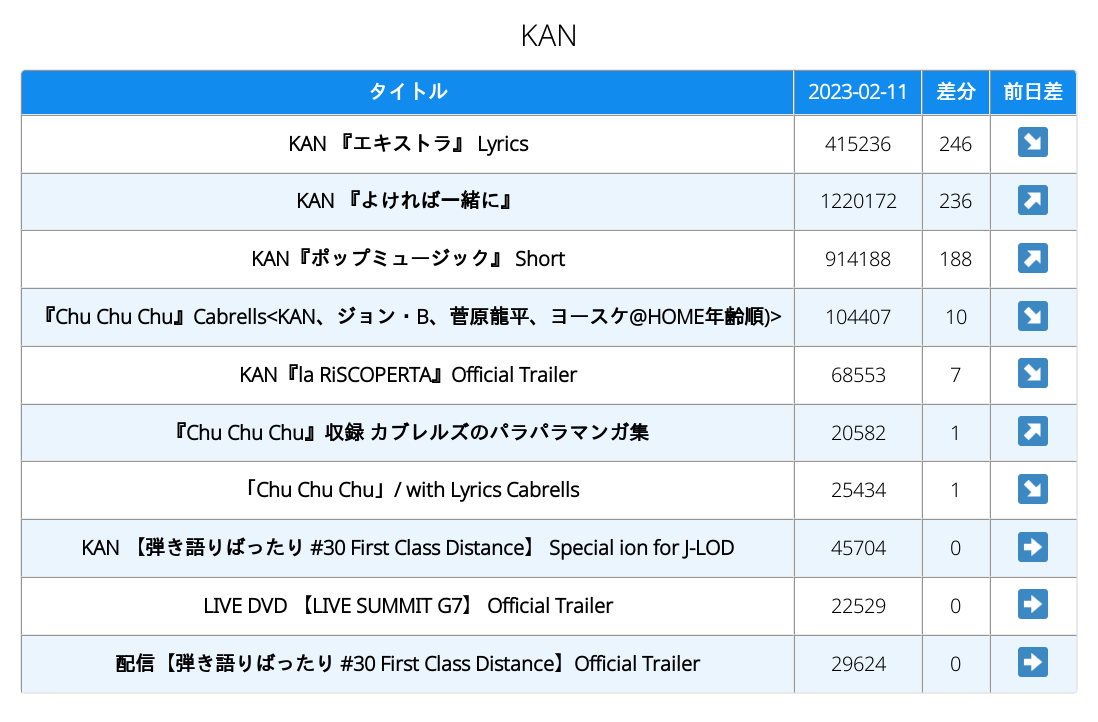 KAN
タイトル 2023-02-11 差分 前日差
KAN 『エキストラ』 Lyrics 415236 246 ↘
KAN 『よければ一緒に』 1220172 236 ↗
KAN『ポップミュージック』 Short 914188 188 ↗
『Chu Chu Chu』Cabrells<KAN、ジョン・B、菅原龍平、ヨースケ@HOME年齢順)> 104407 10 ↘
KAN『la RiSCOPERTA』Official Trailer 68553 7 ↘
『Chu Chu Chu』収録 カブレルズのパラパラマンガ集 20582 1 ↗
「Chu Chu Chu」/ with Lyrics Cabrells 25434 1 ↘
KAN 【弾き語りばったり #30 First Class Distance】 Special ion for J-LOD 45704 0 →
LIVE DVD 【LIVE SUMMIT G7】 Official Trailer 22529 0 →
配信【弾き語りばったり #30 First Class Distance】Official Trailer 29624 0 →